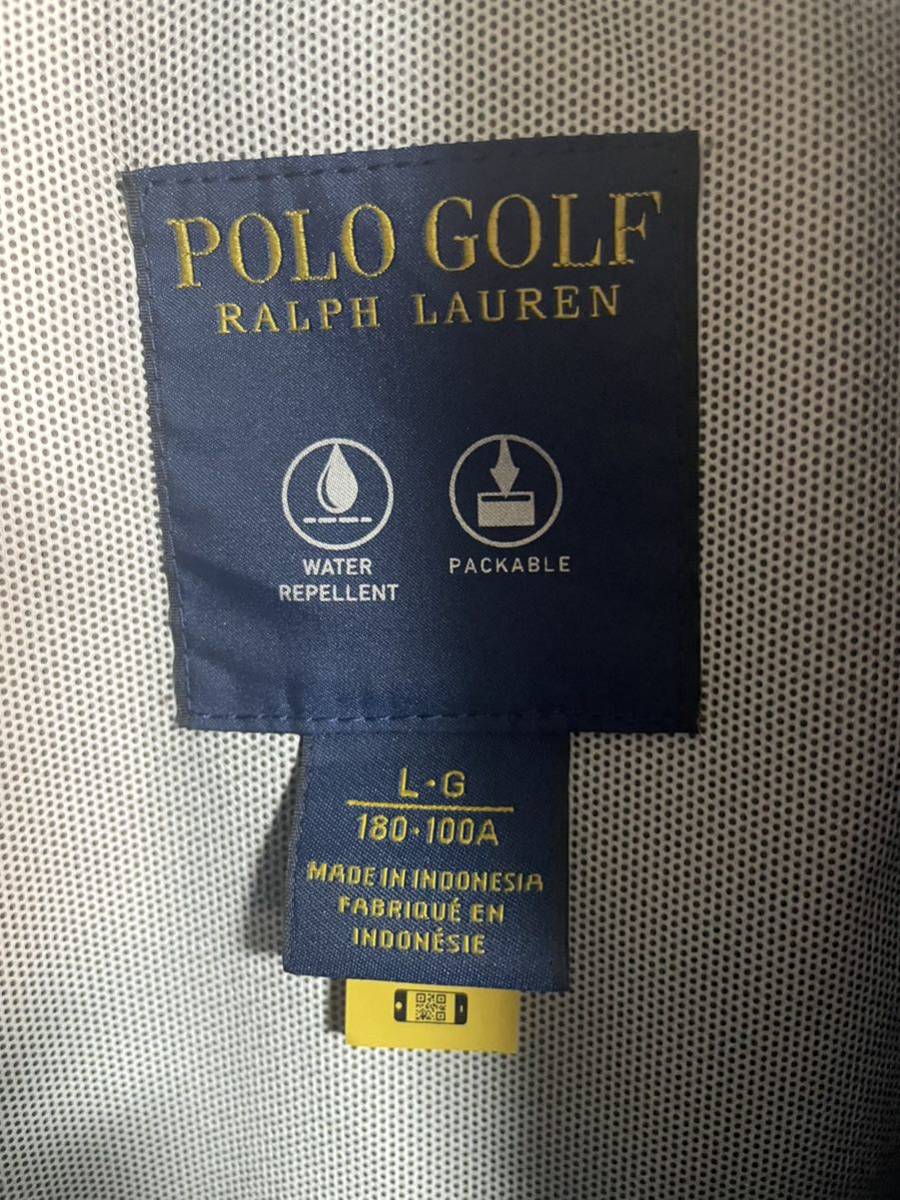 POLO GOLF
RALPH LAUREN
WATER
REPELLENT
PACKABLE
L·G
180·100A
MADE IN INDONESIA
FABRIQUÉ EN
INDONÉSIE